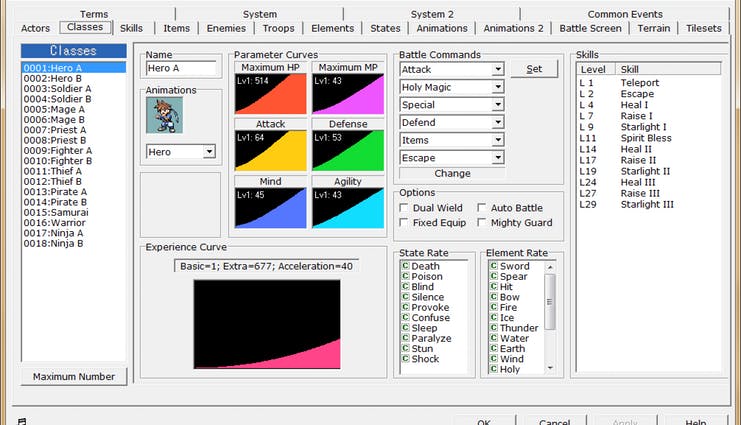 Terms System System 2 Common Events
Actors Classes Skills Items Enemies Troops Elements States Animations Animations 2 Battle Screen Terrain Tilesets
Classes
0001:Hero A
0002:Hero B
0003:Soldier A
0004:Soldier B
0005:Mage A
0006:Mage B
0007:Priest A
0008:Priest B
0009:Fighter A
0010:Fighter B
0011:Thief A
0012:Thief B
0013:Pirate A
0014:Pirate B
0015:Samurai
0016:Warrior
0017:Ninja A
0018:Ninja B
Maximum Number
Name
Hero A
Animations
Hero
Parameter Curves
Maximum HP Maximum MP
Lv1: 514 Lv1: 43
Attack Defense
Lv1: 64 Lv1: 53
Mind Agility
Lv1: 45 Lv1: 43
Experience Curve
Basic=1; Extra=677; Acceleration=40
Battle Commands
Attack Set
Holy Magic
Special
Defend
Items
Escape
Change
Options
Dual Wield Auto Battle
Fixed Equip Mighty Guard
State Rate
C Death
C Poison
C Blind
C Silence
C Provoke
C Confuse
C Sleep
C Paralyze
C Stun
C Shock
Element Rate
C Sword
C Spear
C Hit
C Bow
C Fire
C Ice
C Thunder
C Water
C Earth
C Wind
C Holy
Skills
Level Skill
L 1 Teleport
L 2 Escape
L 4 Heal I
L 7 Raise I
L 9 Starlight I
L11 Spirit Bless
L14 Heal II
L17 Raise II
L19 Starlight II
L24 Heal III
L27 Raise III
L29 Starlight III
OK Cancel Apply Help